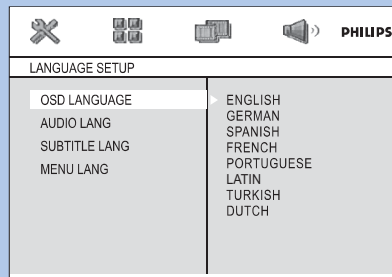 PHILIPS
LANGUAGE SETUP
OSD LANGUAGE
AUDIO LANG
SUBTITLE LANG
MENU LANG
ENGLISH
GERMAN
SPANISH
FRENCH
PORTUGUESE
LATIN
TURKISH
DUTCH